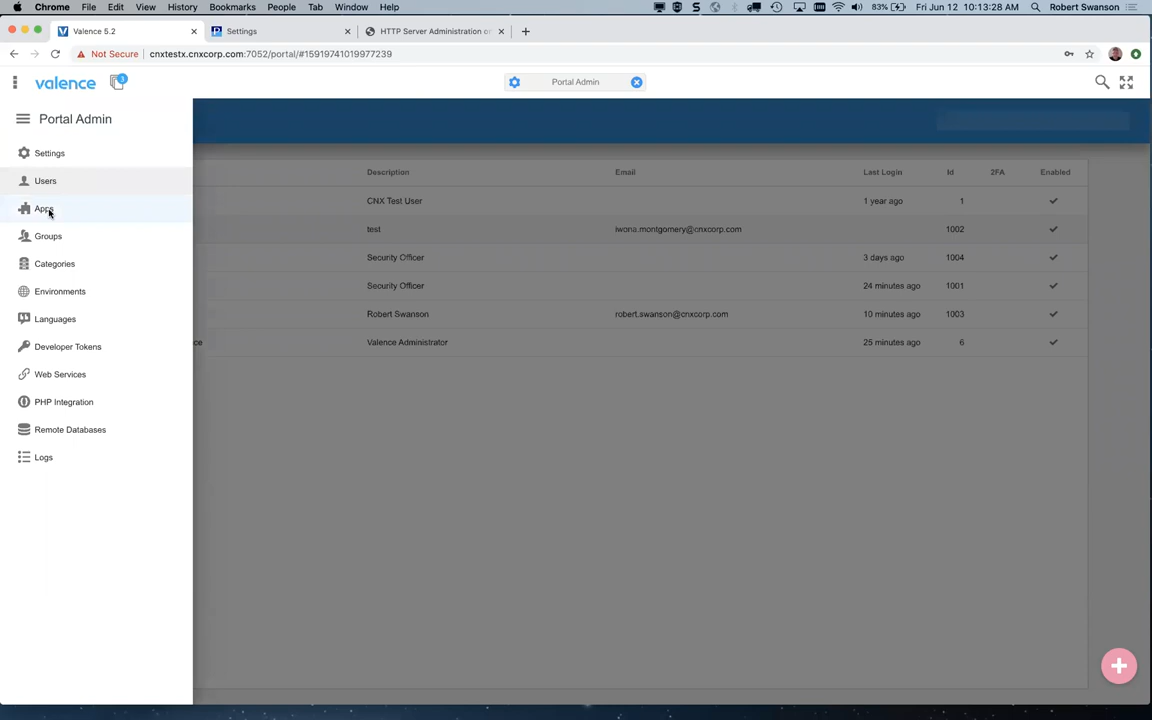 Chrome File Edit View History Bookmarks People Tab Window Help 83% Fri Jun 12 10:13:28 AM Robert Swanson
Valence 5.2 Settings HTTP Server Administration o
Not Secure cnxtestx.cnxcorp.com:7052/portal/#15919741019977239
valence 1 Portal Admin
Portal Admin
Settings
Users
Apps
Groups
Categories
Environments
Languages
Developer Tokens
Web Services
PHP Integration
Remote Databases
Logs
Description Email Last Login Id 2FA Enabled
CNX Test User 1 year ago 1
test iwona.montgomery@cnxcorp.com 1002
Security Officer 3 days ago 1004
Security Officer 24 minutes ago 1001
Robert Swanson robert.swanson@cnxcorp.com 10 minutes ago 1003
ce Valence Administrator 25 minutes ago 6